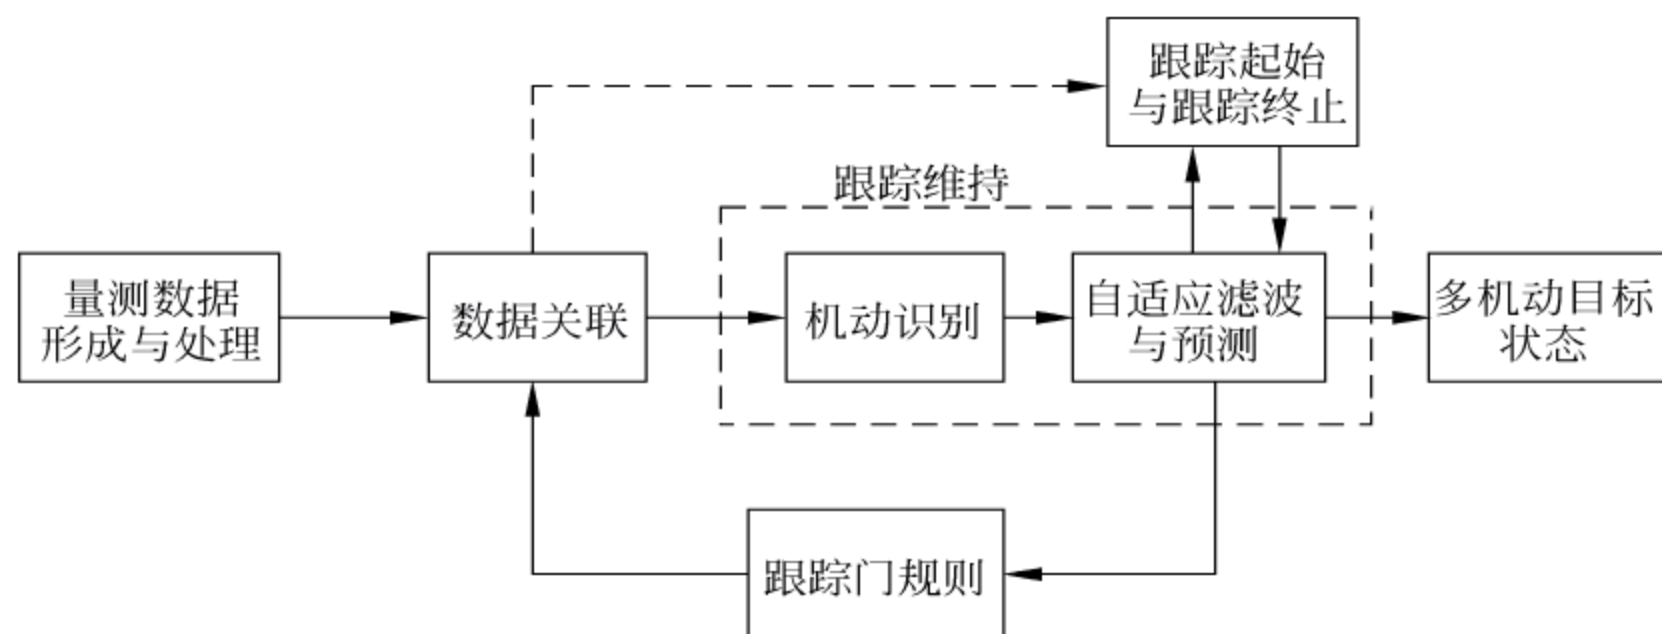 跟踪起始
与跟踪终止
跟踪维持
量测数据
形成与处理
数据关联
机动识别
自适应滤波
与预测
多机动目标
状态
跟踪门规则